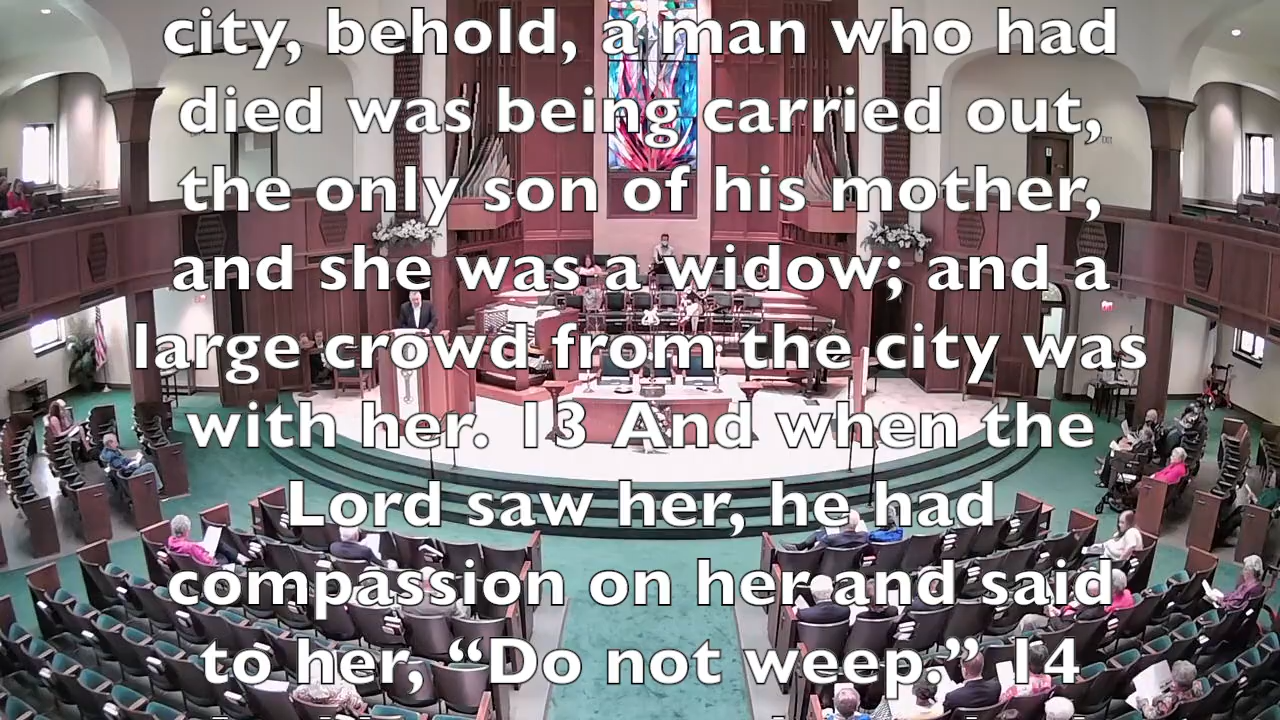 city, behold, a man who had
died was being carried out,
the only son of his mother,
and she was a widow; and a
large crowd from the city was
with her. 13 And when the
Lord saw her, he had
compassion on her and said
to her, “Do not weep.” 14